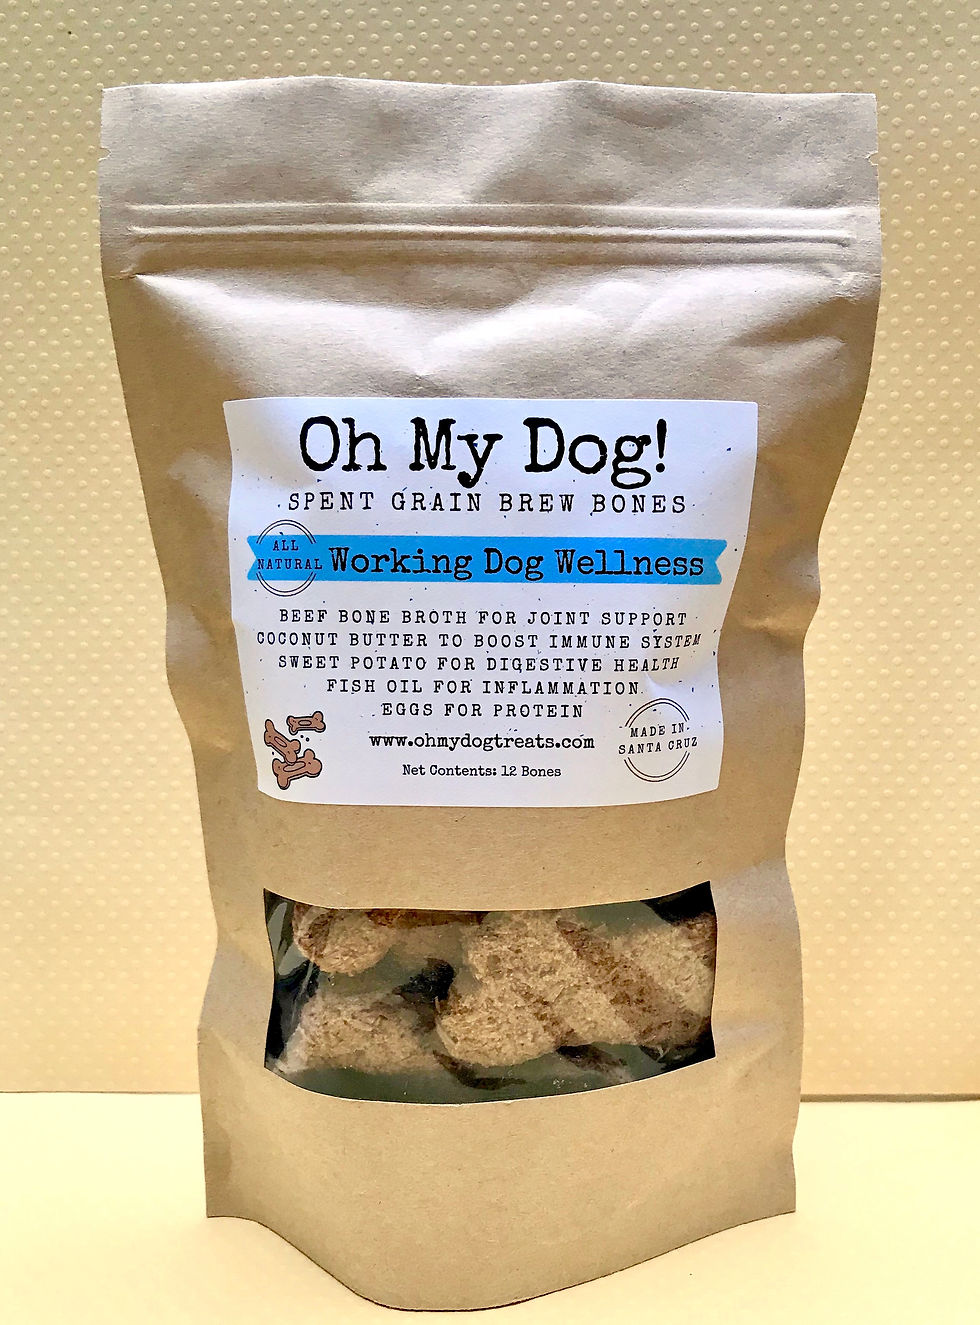 Oh My Dog!
SPENT GRAIN BREW BONES
ALL
NATURAL
Working Dog Wellness
BEEF BONE BROTH FOR JOINT SUPPORT
COCONUT BUTTER TO BOOST IMMUNE SYSTEM
SWEET POTATO FOR DIGESTIVE HEALTH
FISH OIL FOR INFLAMMATION
EGGS FOR PROTEIN
www.ohmydogtreats.com
MADE IN
SANTA CRUZ
Net Contents: 12 Bones